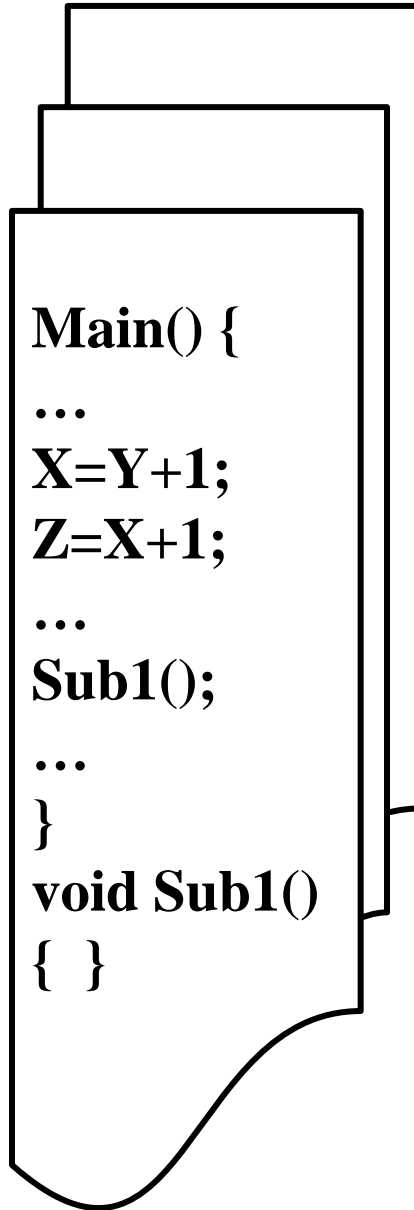 Main() {
…
X=Y+1;
Z=X+1;
…
Sub1();
…
}
void Sub1()
{ }